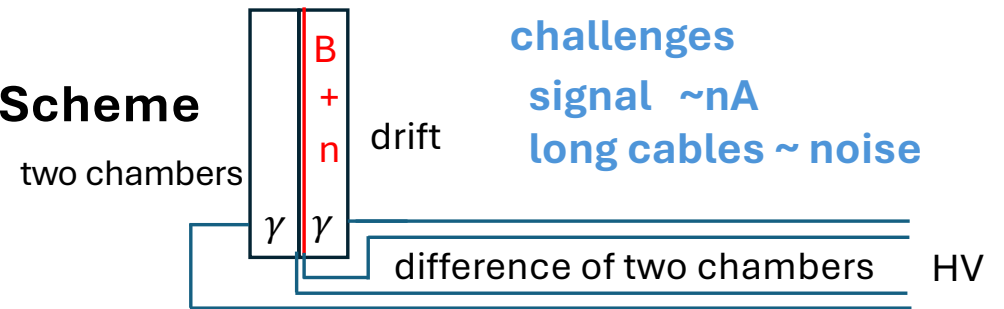 challenges
B
+
n
Scheme
signal ~nA
drift
long cables ~ noise
two chambers
γ γ
difference of two chambers HV